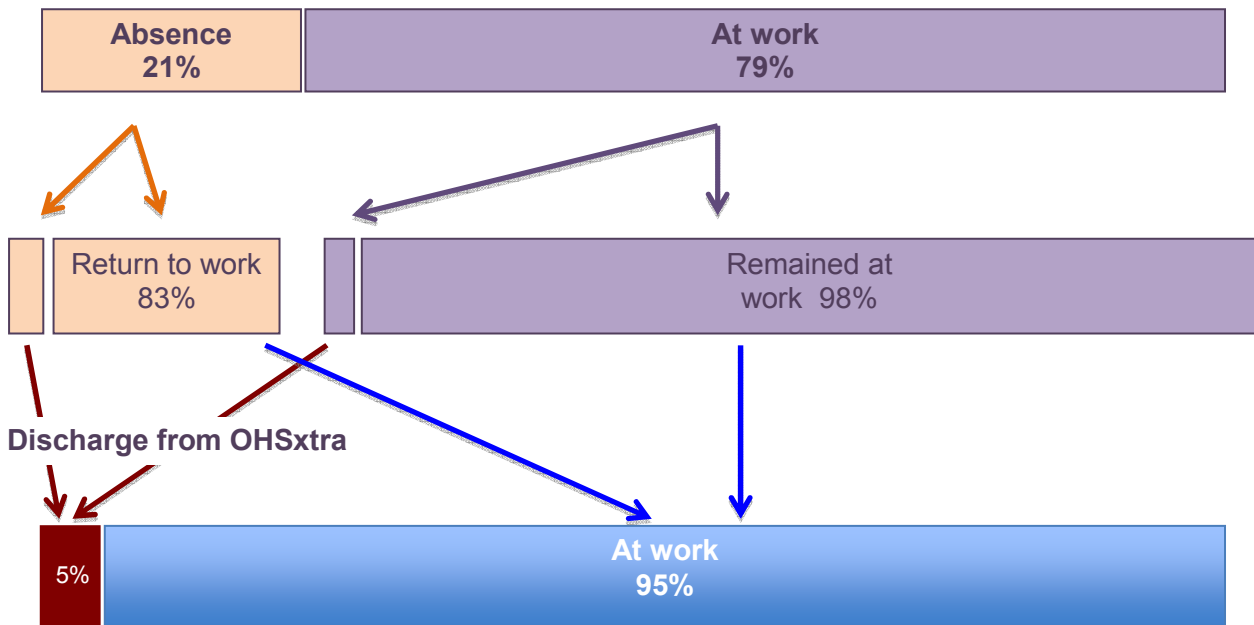 Absence
21%
At work
79%
Return to work
83%
Remained at
work 98%
Discharge from OHSxtra
5%
At work
95%